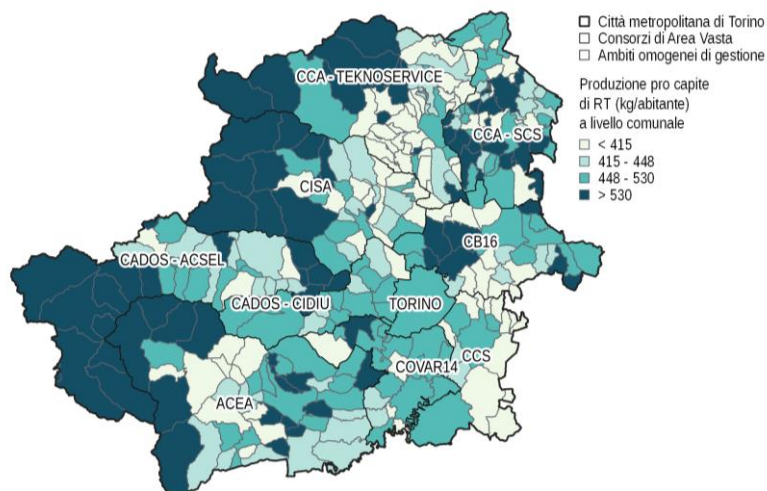 Città metropolitana di Torino
Consorzi di Area Vasta
Ambiti omogenei di gestione
Produzione pro capite
di RT (kg/abitante)
a livello comunale
< 415
415 - 448
448 - 530
> 530
CCA - TEKNOSERVICE
CCA - SCS
CISA
CB16
CADOS - ACSEL
CADOS - CIDIU
TORINO
CCS
COVAR14
ACEA